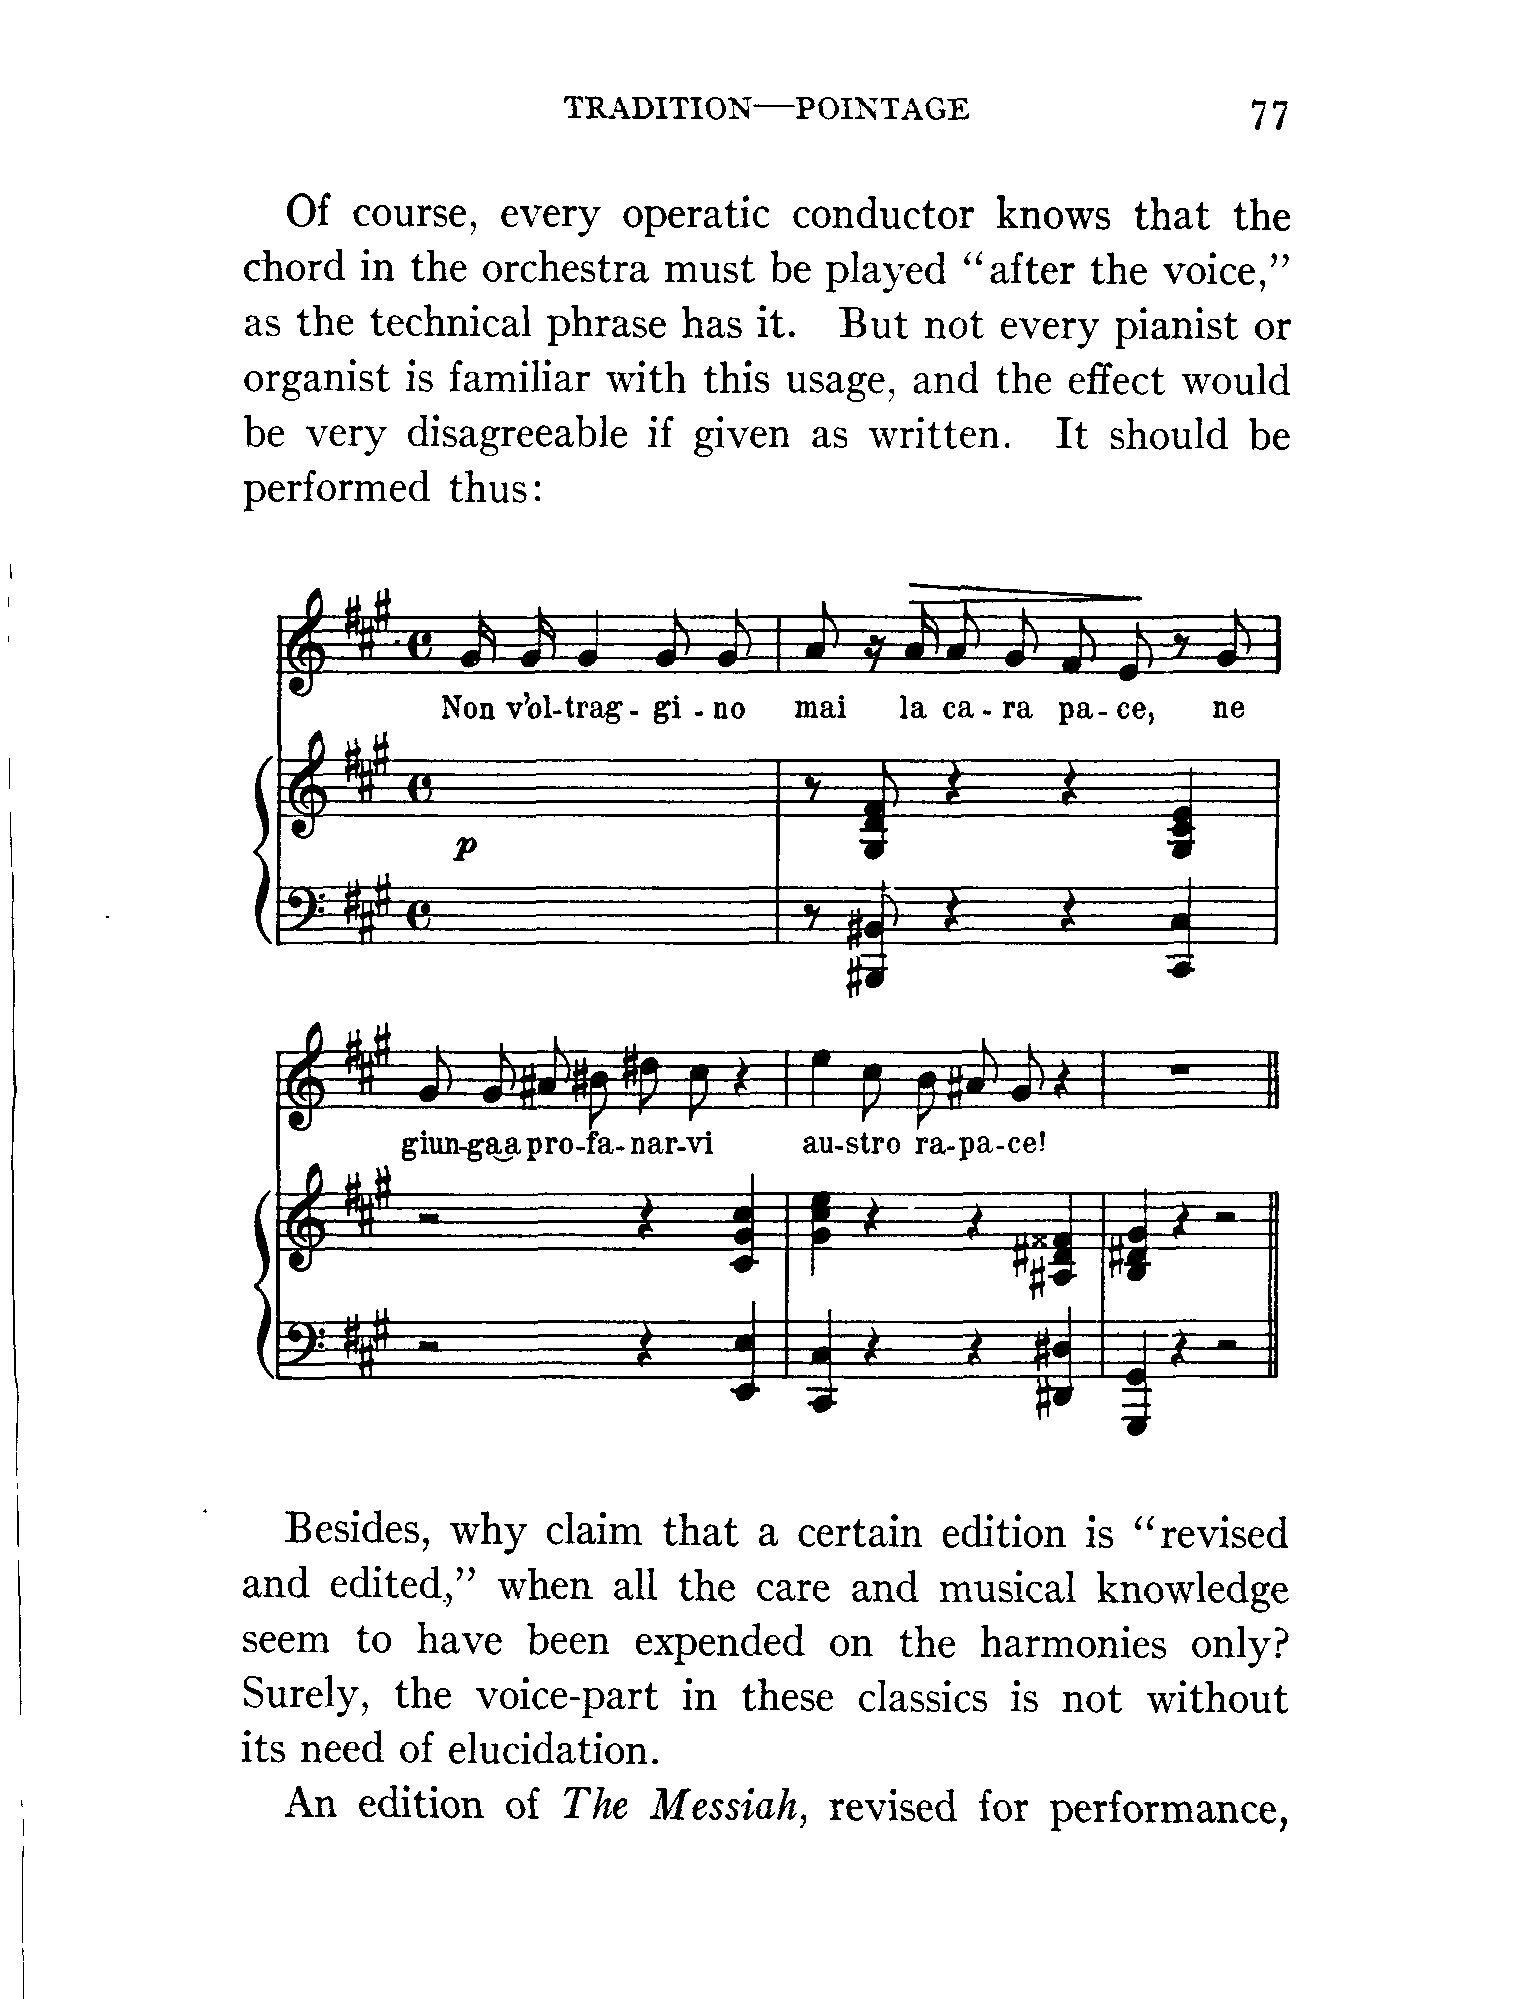 TRADITION—POINTAGE 77
Of course, every operatic conductor knows that the
chord in the orchestra must be played “after the voice,”
as the technical phrase has it. But not every pianist or
organist is familiar with this usage, and the effect would
be very disagreeable if given as written. It should be
performed thus:
Non v’ol-trag- gi - no mai la ca - ra pa- ce, ne
p
giun-ga a pro-fa-nar-vi au-stro ra-pa-ce!
Besides, why claim that a certain edition is “revised
and edited,” when all the care and musical knowledge
seem to have been expended on the harmonies only?
Surely, the voice-part in these classics is not without
its need of elucidation.
An edition of The Messiah, revised for performance,